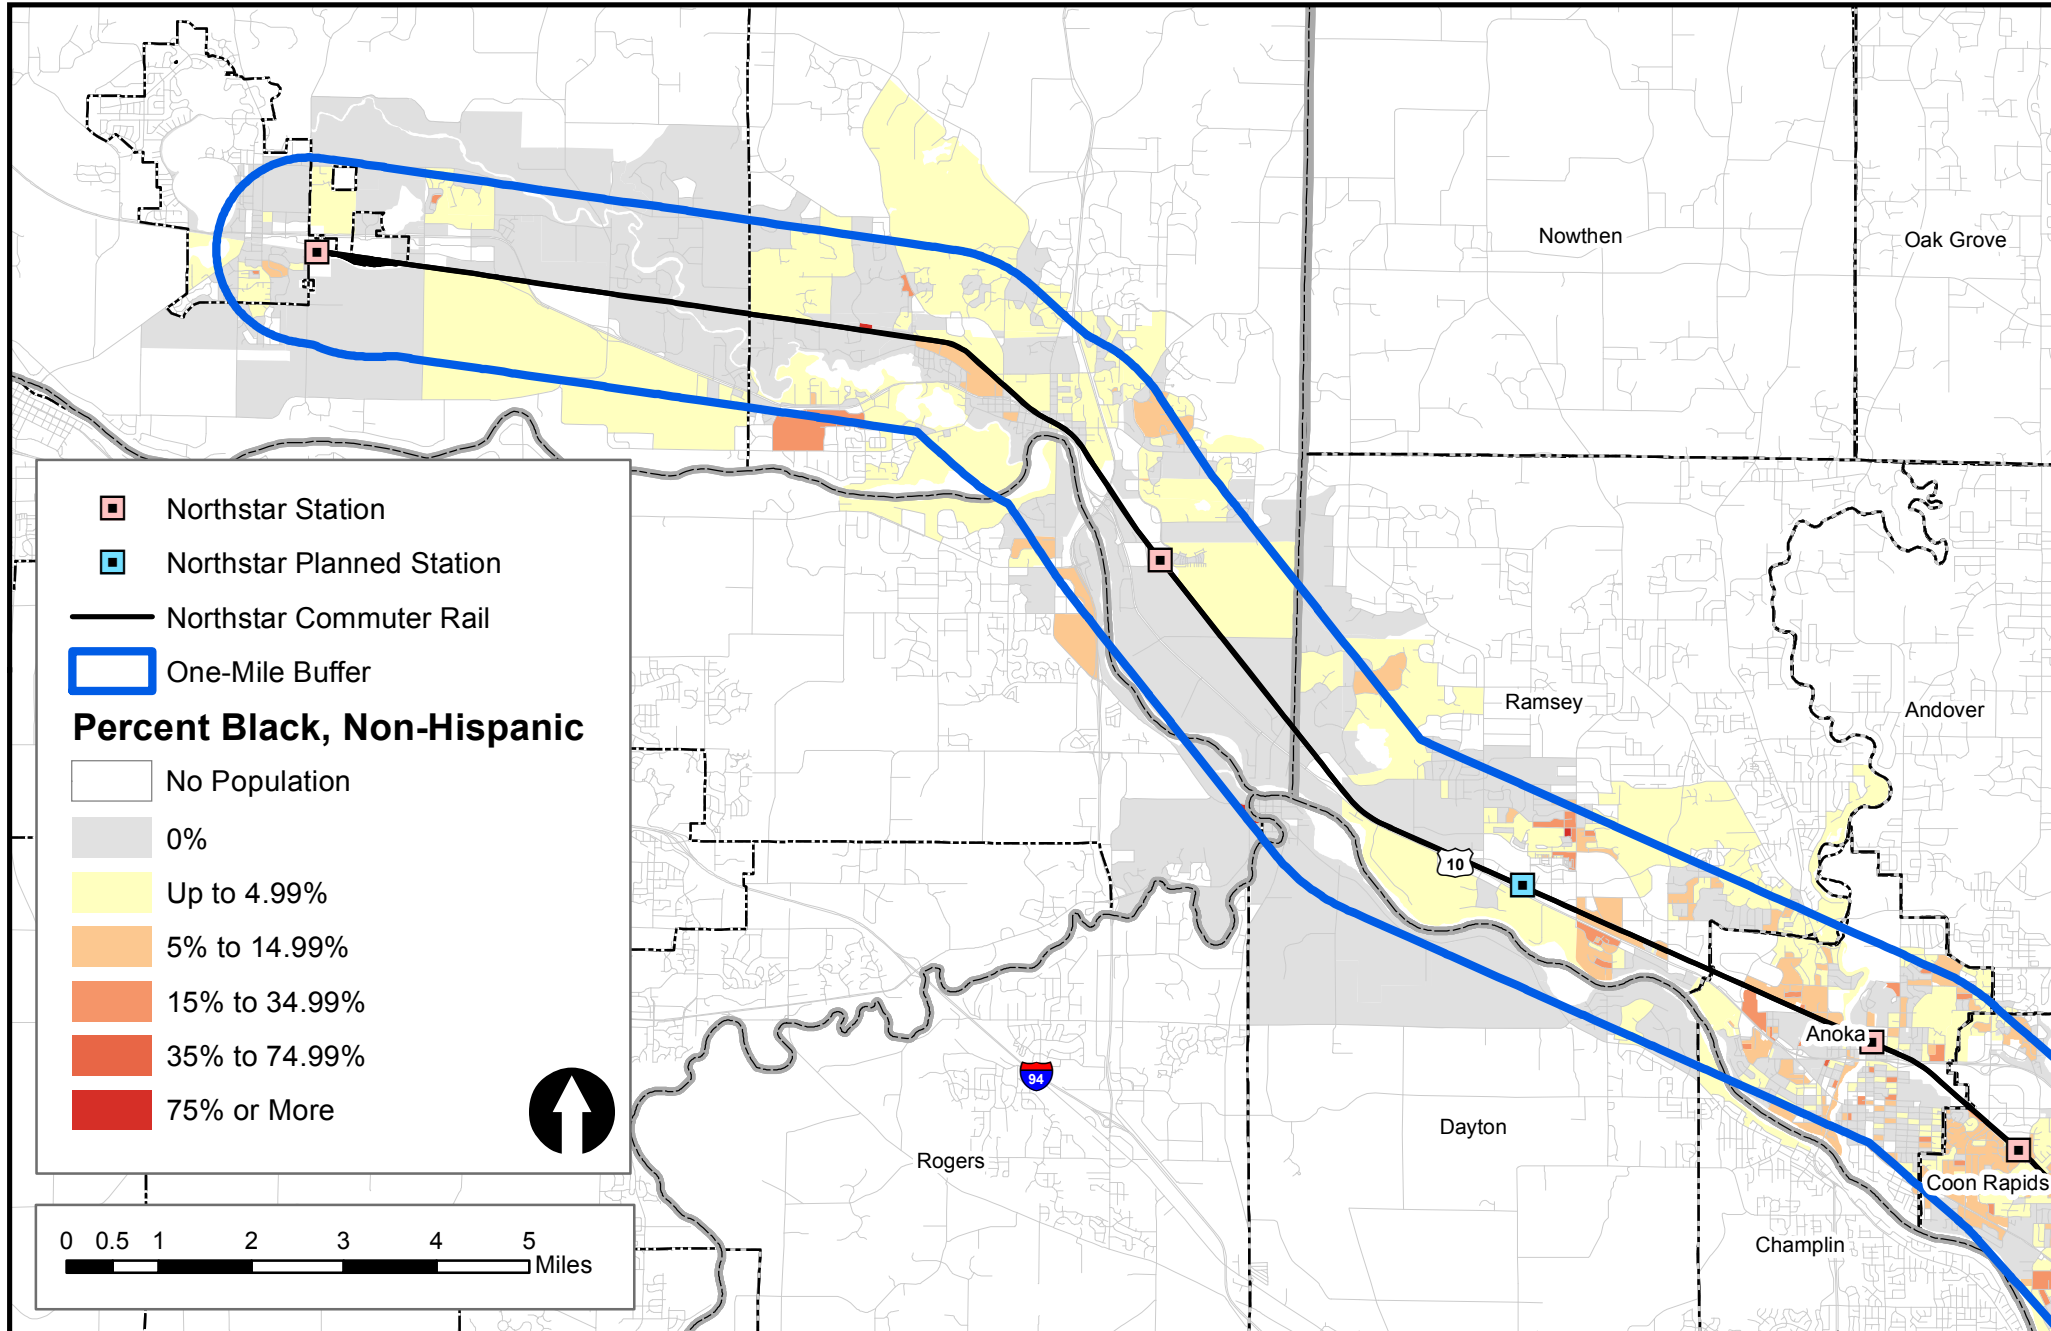 Nowthen
Oak Grove
Northstar Station
Northstar Planned Station
Northstar Commuter Rail
One-Mile Buffer
Percent Black, Non-Hispanic
No Population
0%
Up to 4.99%
5% to 14.99%
15% to 34.99%
35% to 74.99%
75% or More
Ramsey
Andover
10
Anoka
94
Dayton
Rogers
Coon Rapids
Champlin
0 0.5 1 2 3 4 5
Miles